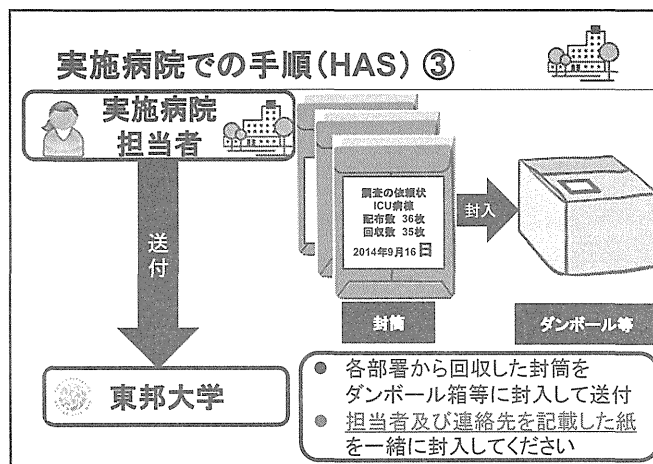 実施病院での手順(HAS) ③
実施病院
担当者
送付
東邦大学
調査の依頼状
ICU病棟
配布数 36枚
回収数 35枚
2014年9月16日
封筒
封入
ダンボール等
● 各部署から回収した封筒を
ダンボール箱等に封入して送付
● 担当者及び連絡先を記載した紙
を一緒に封入してください